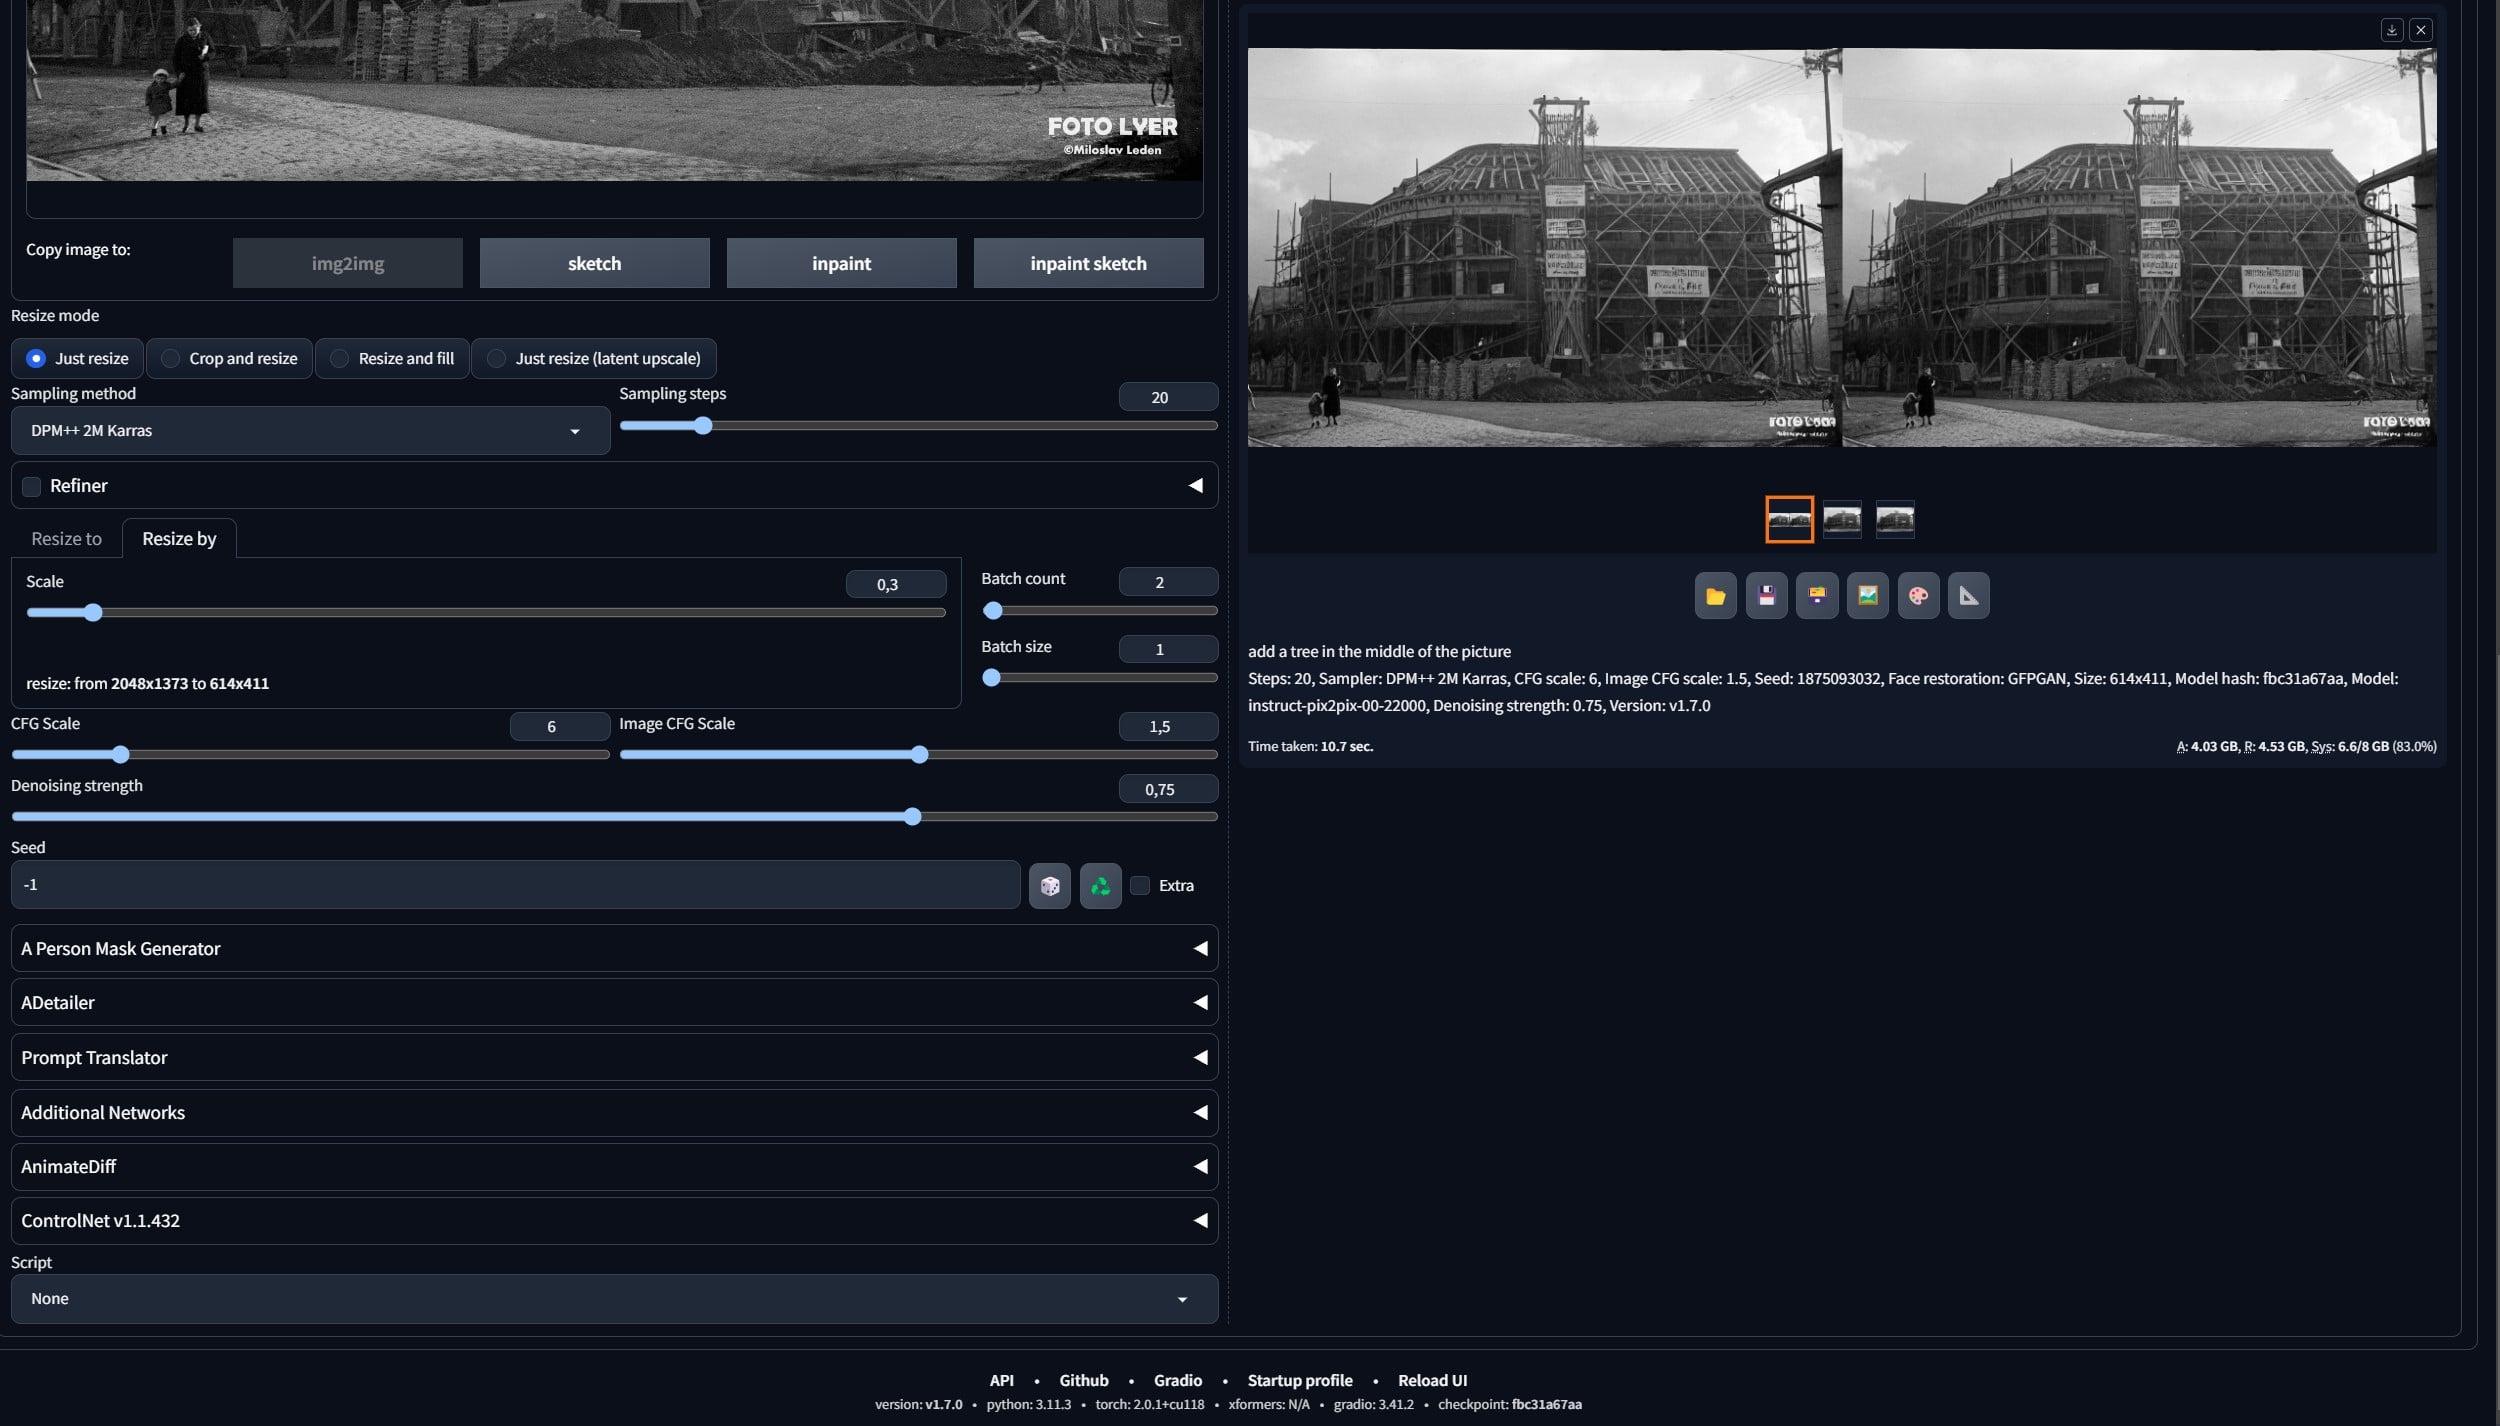 FOTO LYER
©Miloslav Leden
Copy image to:
img2img
sketch
inpaint
inpaint sketch
Resize mode
Just resize
Crop and resize
Resize and fill
Just resize (latent upscale)
Sampling method
Sampling steps
20
DPM++ 2M Karras
Refiner
Resize to
Resize by
Scale
0,3
resize: from 2048x1373 to 614x411
Batch count
2
Batch size
1
CFG Scale
6
Image CFG Scale
1,5
Denoising strength
0,75
Seed
-1
Extra
A Person Mask Generator
ADetailer
Prompt Translator
Additional Networks
AnimateDiff
ControlNet v1.1.432
Script
None
add a tree in the middle of the picture
Steps: 20, Sampler: DPM++ 2M Karras, CFG scale: 6, Image CFG scale: 1.5, Seed: 1875093032, Face restoration: GFPGAN, Size: 614x411, Model hash: fbc31a67aa, Model:
instruct-pix2pix-00-22000, Denoising strength: 0.75, Version: v1.7.0
Time taken: 10.7 sec.
A: 4.03 GB, R: 4.53 GB, Sys: 6.6/8 GB (83.0%)
API • Github • Gradio • Startup profile • Reload UI
version: v1.7.0 • python: 3.11.3 • torch: 2.0.1+cu118 • xformers: N/A • gradio: 3.41.2 • checkpoint: fbc31a67aa